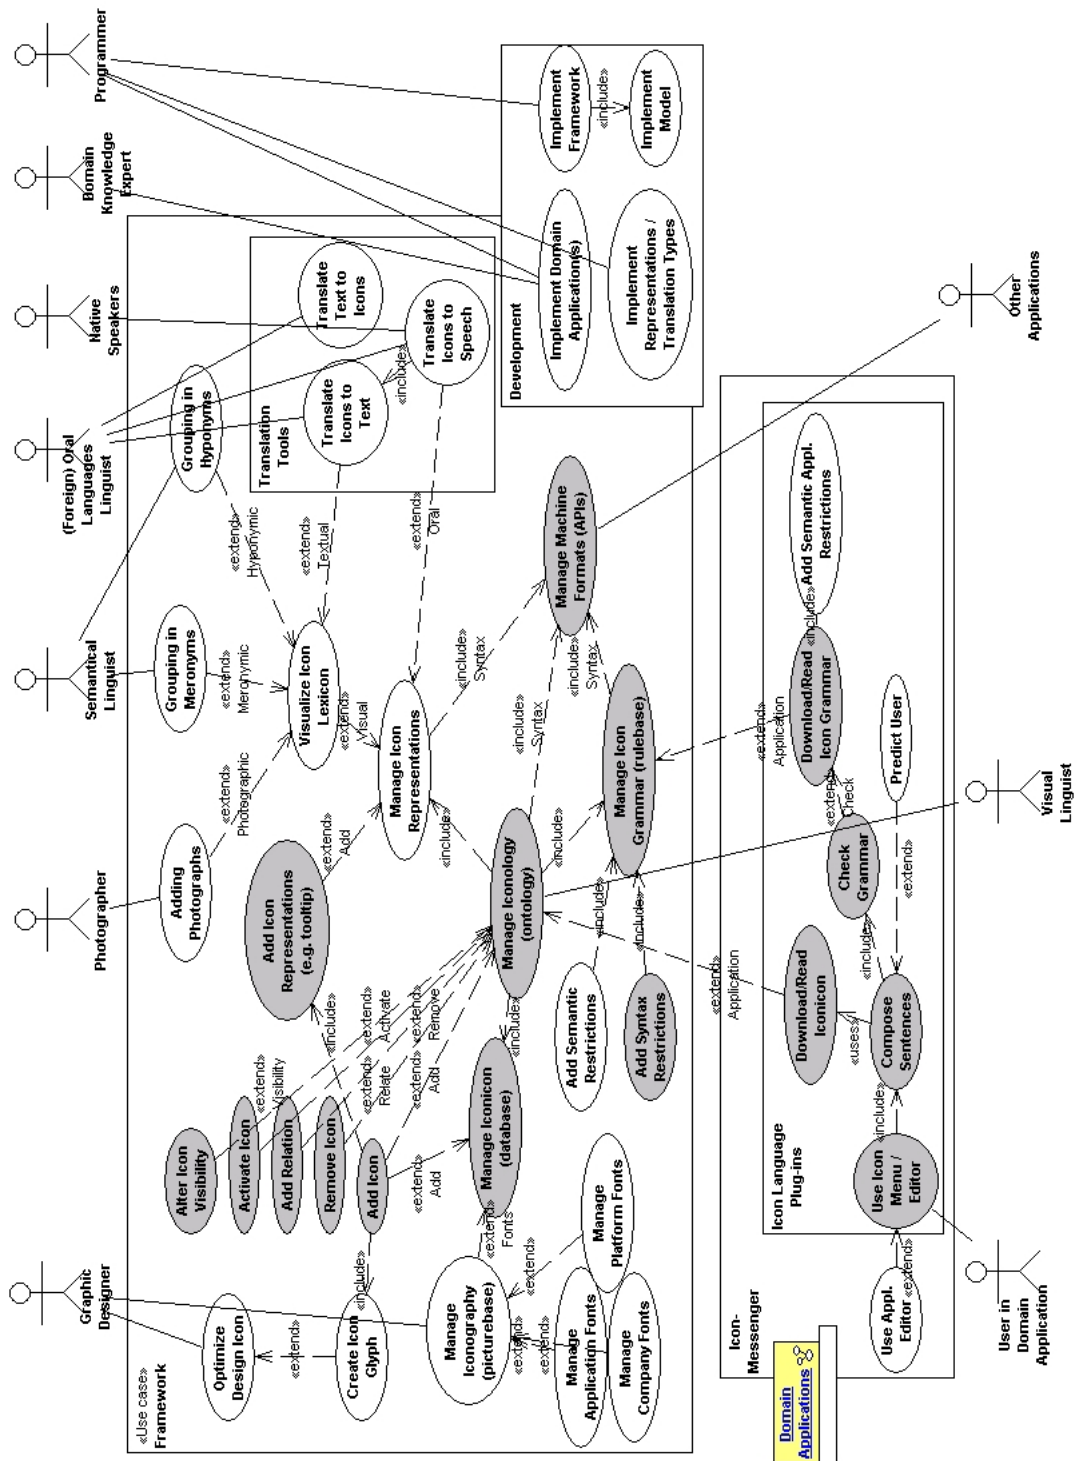 Graphic
Designer
Photographer
Semantical
Linguist
(Foreign) Oral
Languages
Linguist
Native
Speakers
Domain
Knowledge
Expert
Programmer
«Use case»
Framework
Optimize
Design Icon
«extend»
Create Icon
Glyph
«include»
Alter Icon
Visibility
Activate Icon
Add Relation
Remove Icon
Add Icon
«extend»
Visibility
«extend»
Activate
«extend»
Relate
«extend»
Remove
«extend»
Add
«include»
Add Icon
Representations
(e.g. tooltip)
«extend»
Add
Adding
Photographs
«extend»
Photographic
Grouping in
Meronyms
«extend»
Meronymic
Grouping in
Hyponyms
«extend»
Hyponymic
Visualize Icon
Lexicon
«extend»
Visual
Manage Icon
Representations
«extend»
Textual
«extend»
Oral
Translation
Tools
Translate
Text to
Icons
Translate
Icons to
Text
«include»
Translate
Icons to
Speech
Manage
Iconography
(picturebase)
«extend»
Fonts
«extend»
Add
Manage Iconicon
(database)
«include»
Manage Iconology
(ontology)
«include»
«include»
Syntax
«include»
Syntax
«include»
«include»
Syntax
Manage Machine
Formats (APIs)
Manage Icon
Grammar (rulebase)
Add Semantic
Restrictions
«include»
Add Syntax
Restrictions
«include»
«extend»
«extend»
«extend»
Manage
Platform Fonts
Manage
Application Fonts
Manage
Company Fonts
Development
Implement
Framework
«include»
Implement
Model
Implement Domain
Application(s)
Implement
Representations /
Translation Types
Other
Applications
Visual
Linguist
User in
Domain
Application
Icon-
Messenger
Icon Language
Plug-ins
«extend»
Application
«extend»
Application
Download/Read
Iconicon
Download/Read
Icon Grammar
«include»
Add Semantic Appl.
Restrictions
«extend»
Check
Check
Grammar
«include»
Predict User
«extend»
«uses»
Compose
Sentences
«include»
Use Icon
Menu /
Editor
«extend»
Use Appl.
Editor
Domain
Applications